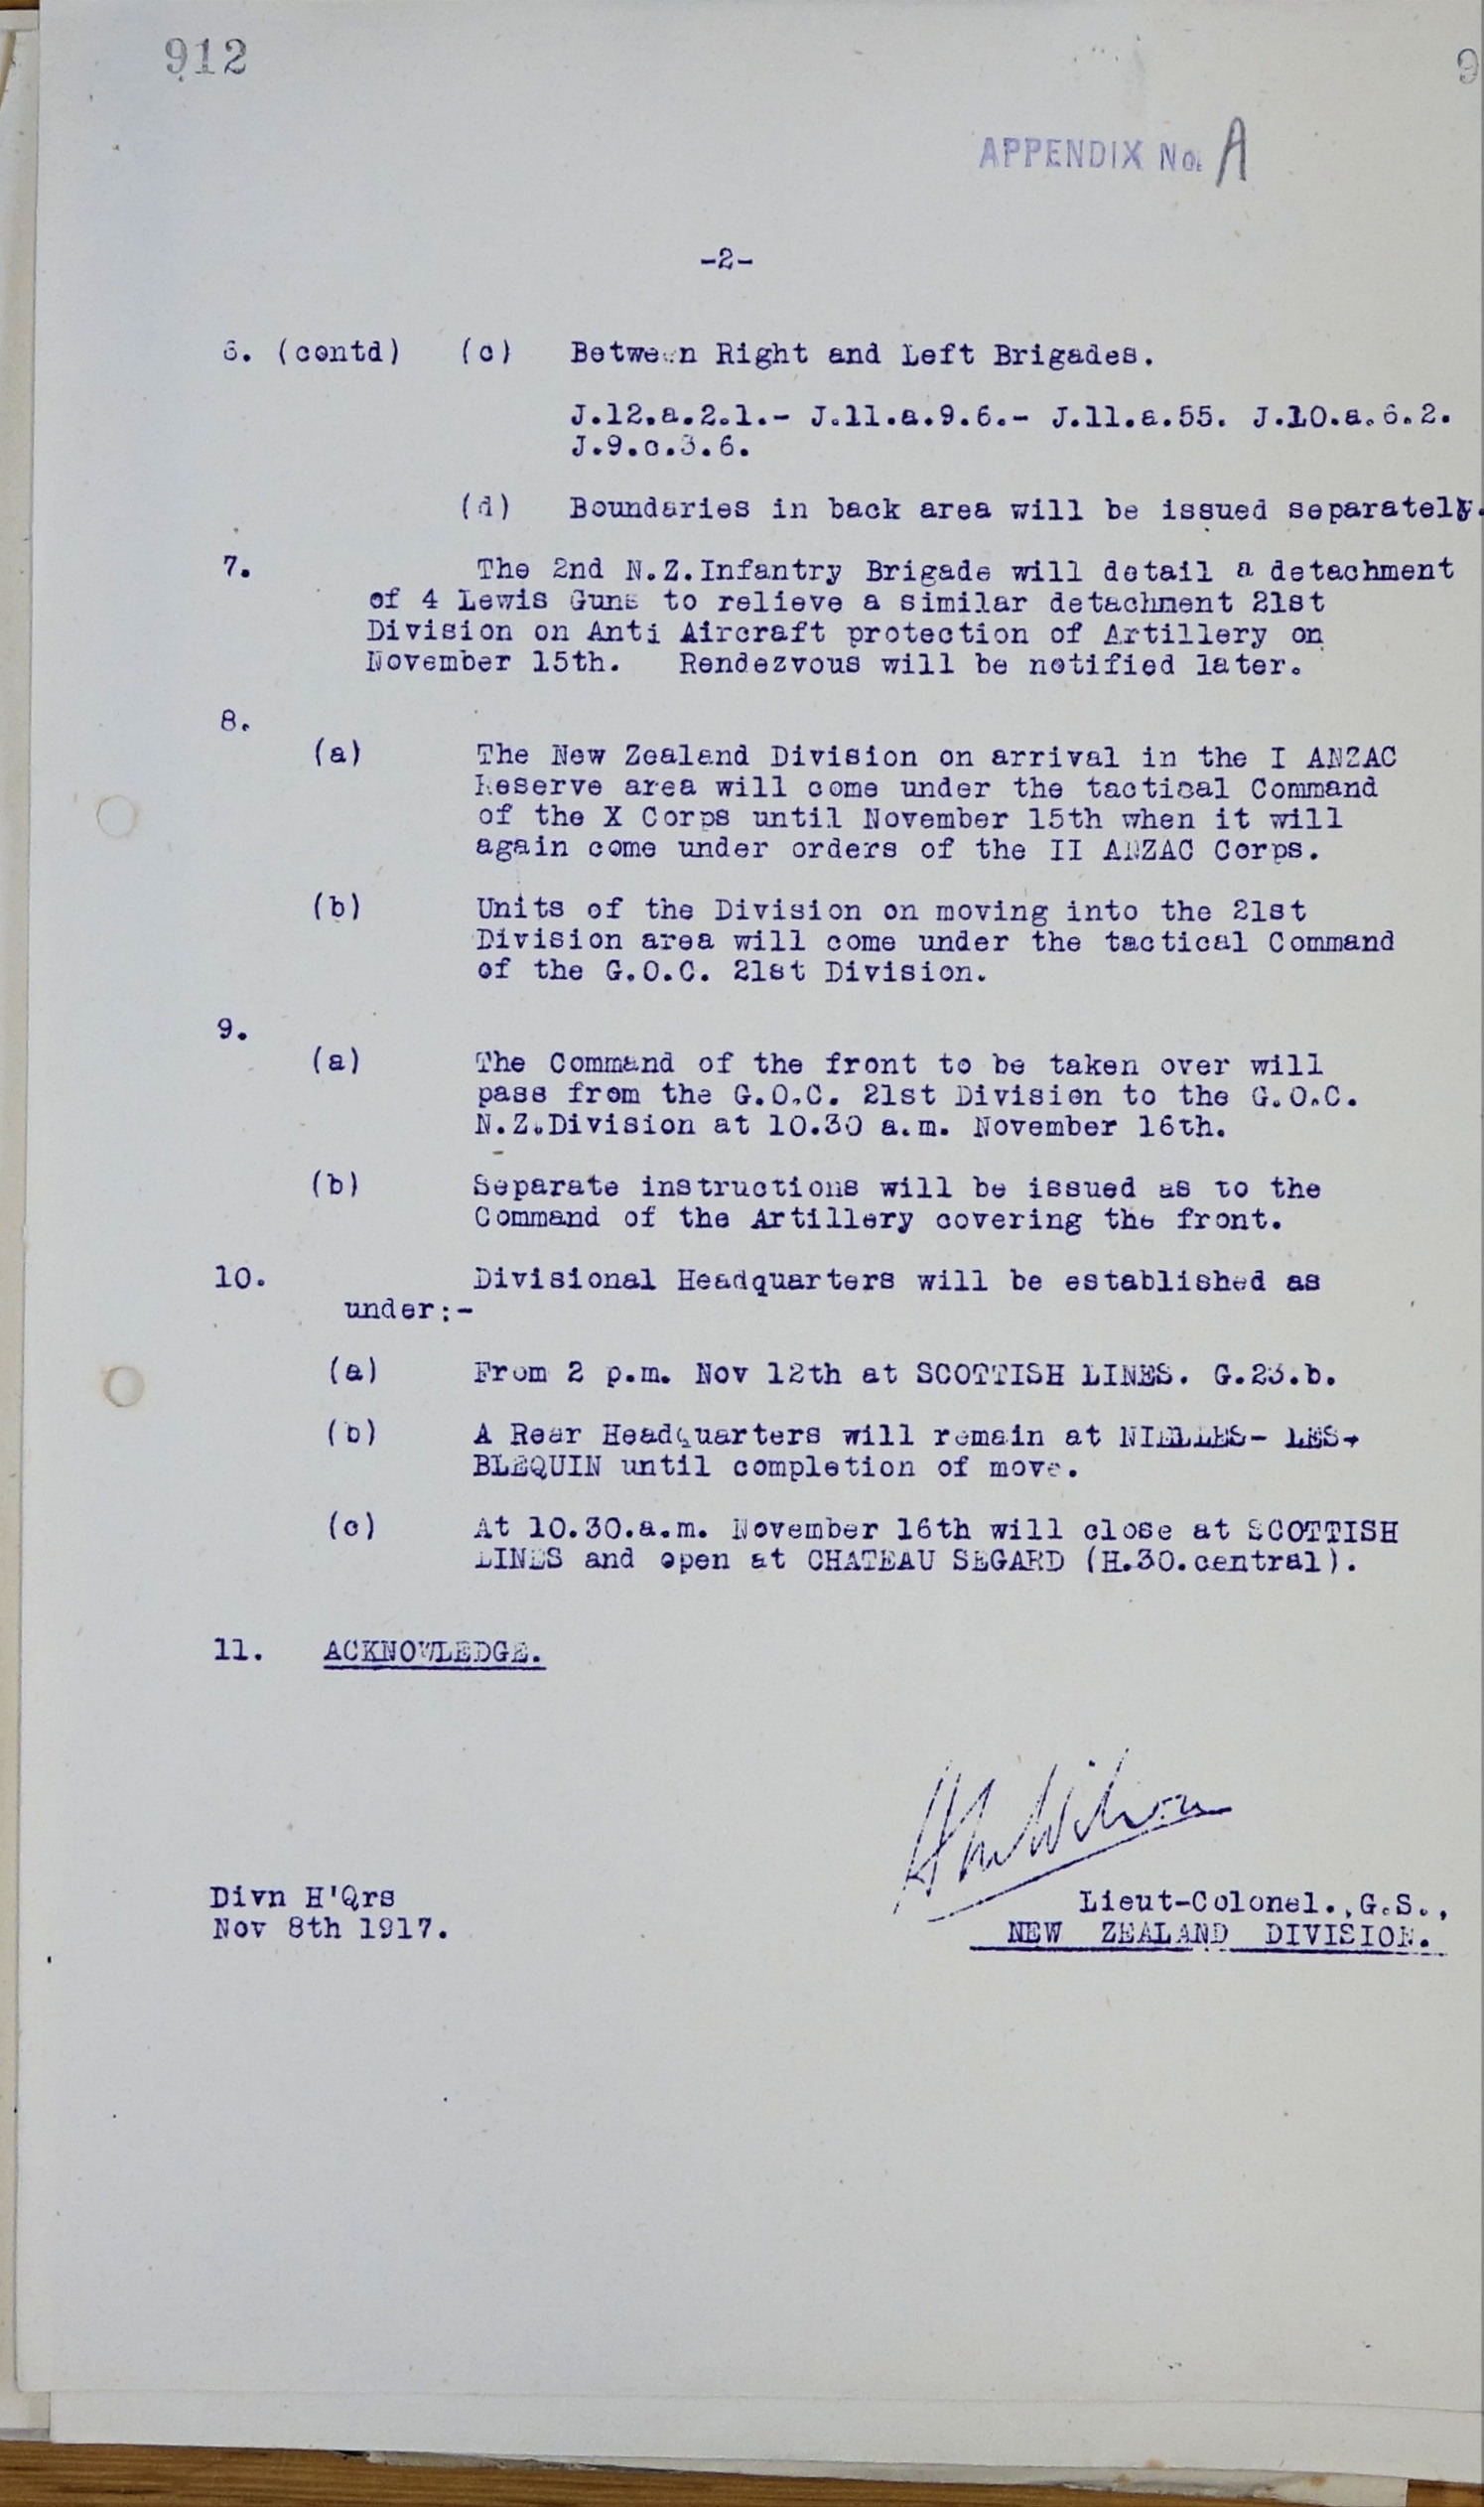 912
9
APPENDIX No. A
-2-
6. (contd) (c) Between Right and Left Brigades.
J.12.a.2.1.- J.11.a.9.6.- J.11.a.55. J.10.a.6.2.
J.9.c.3.6.
(d) Boundaries in back area will be issued separately.
7. The 2nd N.Z.Infantry Brigade will detail a detachment
of 4 Lewis Guns to relieve a similar detachment 21st
Division on Anti Aircraft protection of Artillery on
November 15th. Rendezvous will be notified later.
8.
(a) The New Zealand Division on arrival in the I ANZAC
Reserve area will come under the tactical Command
of the X Corps until November 15th when it will
again come under orders of the II ANZAC Corps.
(b) Units of the Division on moving into the 21st
Division area will come under the tactical Command
of the G.O.C. 21st Division.
9.
(a) The Command of the front to be taken over will
pass from the G.O.C. 21st Division to the G.O.C.
N.Z.Division at 10.30 a.m. November 16th.
(b) Separate instructions will be issued as to the
Command of the Artillery covering the front.
10. Divisional Headquarters will be established as
under:-
(a) From 2 p.m. Nov 12th at SCOTTISH LINES. G.23.b.
(b) A Rear Headquarters will remain at NIELLES- LES-
BLEQUIN until completion of move.
(c) At 10.30.a.m. November 16th will close at SCOTTISH
LINES and open at CHATEAU SEGARD (H.30.central).
11. ACKNOWLEDGE.
Wilson
Divn H'Qrs
Nov 8th 1917.
Lieut-Colonel.,G.S.,
NEW ZEALAND DIVISION.